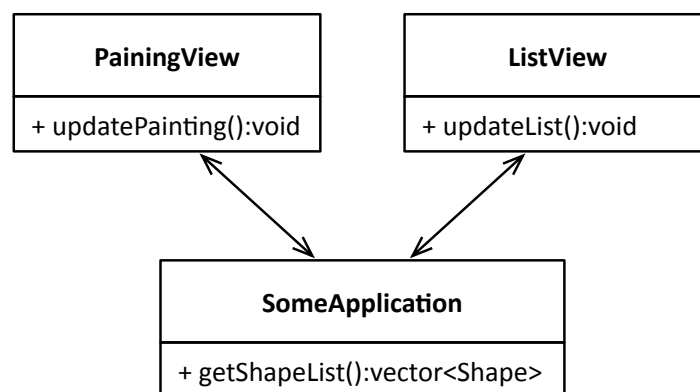 PainingView
+ updatePainting():void
ListView
+ updateList():void
SomeApplication
+ getShapeList():vector<Shape>